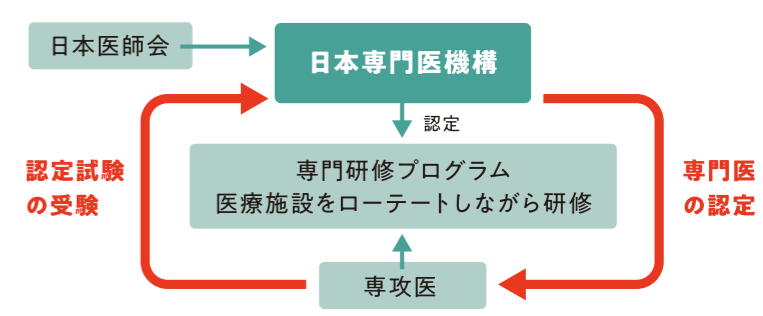 日本医師会
日本専門医機構
認定
認定試験
の受験
専門研修プログラム
医療施設をローテートしながら研修
専門医
の認定
専攻医